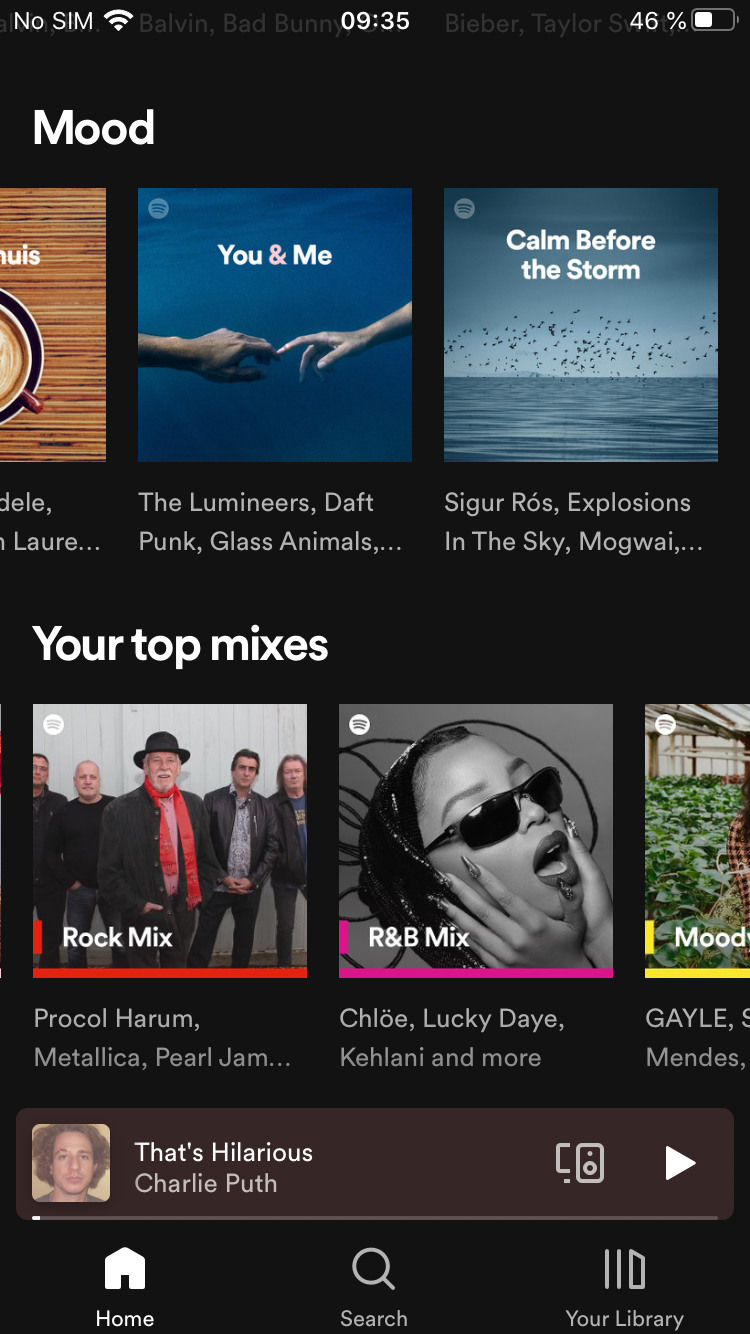 No SIM
09:35
46 %
Balvin, Bad Bunny,
Bieber, Taylor Swift,...
Mood
huis
You & Me
Calm Before
the Storm
dele,
n Laure...
The Lumineers, Daft
Punk, Glass Animals,...
Sigur Rós, Explosions
In The Sky, Mogwai,...
Your top mixes
Rock Mix
R&B Mix
Moody
Procol Harum,
Metallica, Pearl Jam...
Chlöe, Lucky Daye,
Kehlani and more
GAYLE, S
Mendes,
That's Hilarious
Charlie Puth
Home
Search
Your Library